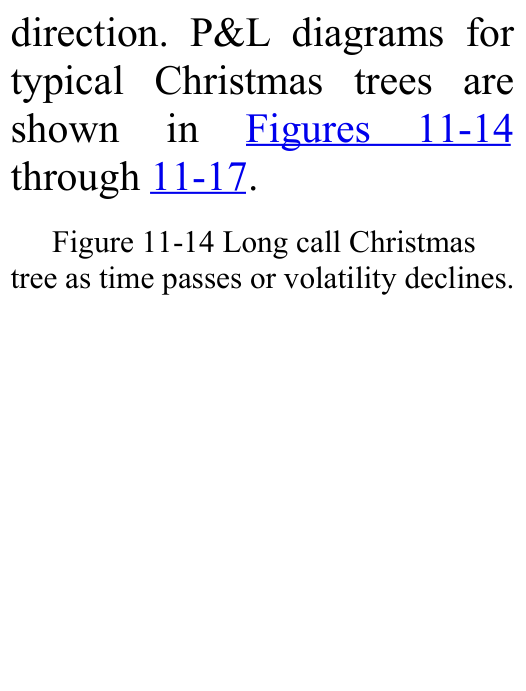 direction. P&L diagrams for
typical Christmas trees are
shown in Figures 11-14
through 11-17.
Figure 11-14 Long call Christmas
tree as time passes or volatility declines.